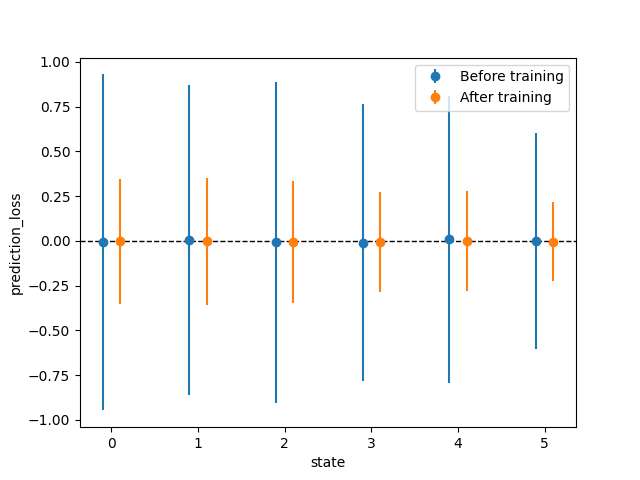 1.00
0.75
0.50
0.25
0.00
−0.25
−0.50
−0.75
−1.00
prediction_loss
0 1 2 3 4 5
state
Before training
After training